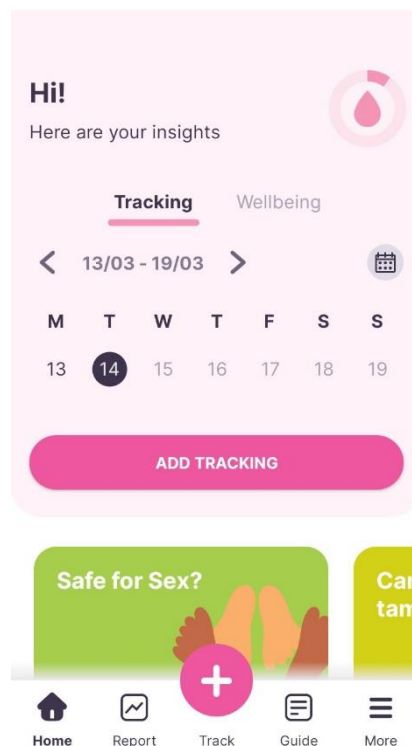 Hi!
Here are your insights
Tracking Wellbeing
13/03 - 19/03
M T W T F S S
13 14 15 16 17 18 19
ADD TRACKING
Safe for Sex?
Home Report Track Guide More